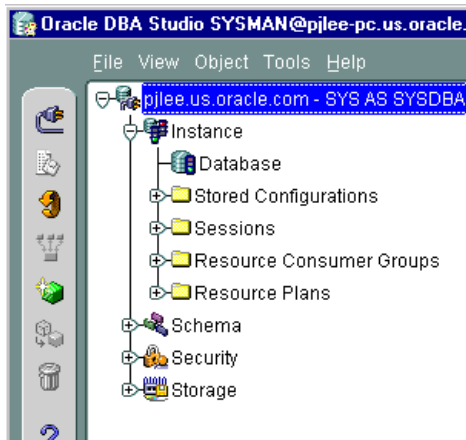 Oracle DBA Studio SYSMAN@pjlee-pc.us.oracle.
File View Object Tools Help
pjlee.us.oracle.com - SYS AS SYSDBA
Instance
Database
Stored Configurations
Sessions
Resource Consumer Groups
Resource Plans
Schema
Security
Storage
?